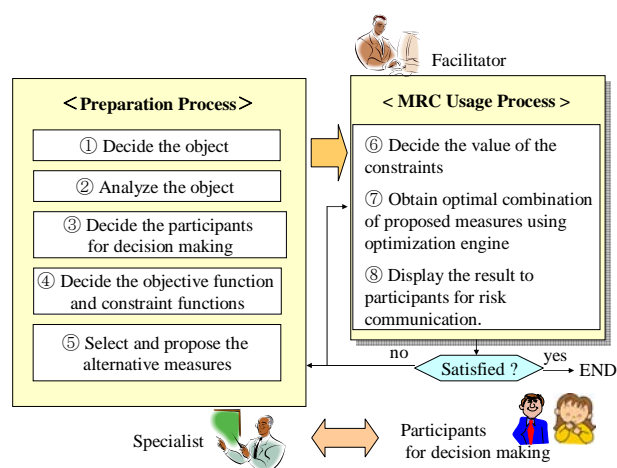 Facilitator
＜Preparation Process＞
① Decide the object
② Analyze the object
③ Decide the participants
for decision making
④ Decide the objective function
and constraint functions
⑤ Select and propose the
alternative measures
< MRC Usage Process >
⑥ Decide the value of the
constraints
⑦ Obtain optimal combination
of proposed measures using
optimization engine
⑧ Display the result to
participants for risk
communication.
no
Satisfied ?
yes
END
Specialist
Participants
for decision making